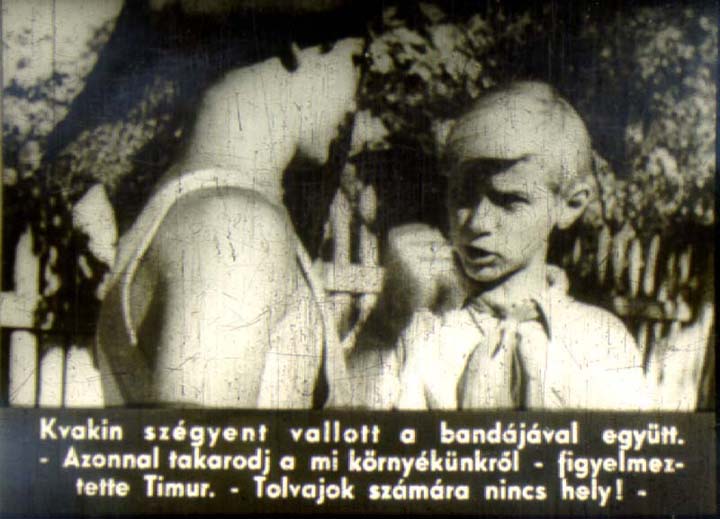 Kvakin szégyent vallott a bandájával együtt.
- Azonnal takarodj a mi környékünkről - figyelmez-
tette Timur. - Tolvajok számára nincs hely! -